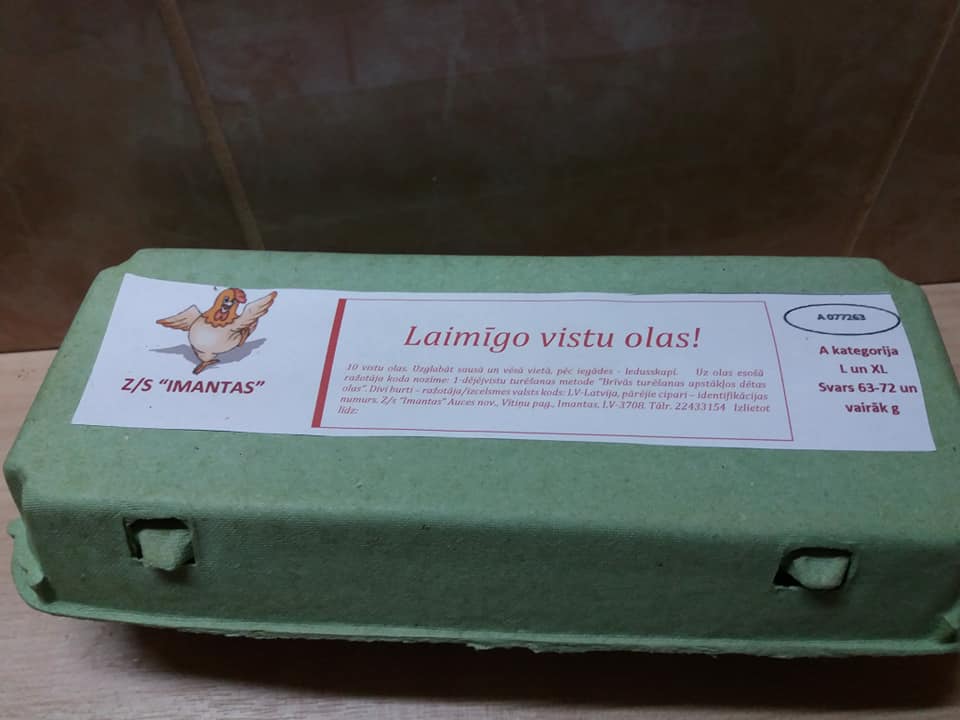 Z/S "IMANTAS"
Laimīgo vistu olas!
10 vistu olas. Uzglabāt sausā un vēsā vietā, pēc iegādes - ledusskapī. Uz olas esošā
ražotāja koda nozīme: 1-dējējvistu turēšanas metode "Brīvās turēšanas apstākļos dētas
olas". Divi burti – ražotāja/izcelsmes valsts kods: LV-Latvija, pārējie cipari – identifikācijas
numurs. Z/s "Imantas" Auces nov., Vītiņu pag., Imantas, LV-3708. Tālr. 22433154 Izlietot
līdz:
A 077263
A kategorija
L un XL
Svars 63-72 un
vairāk g